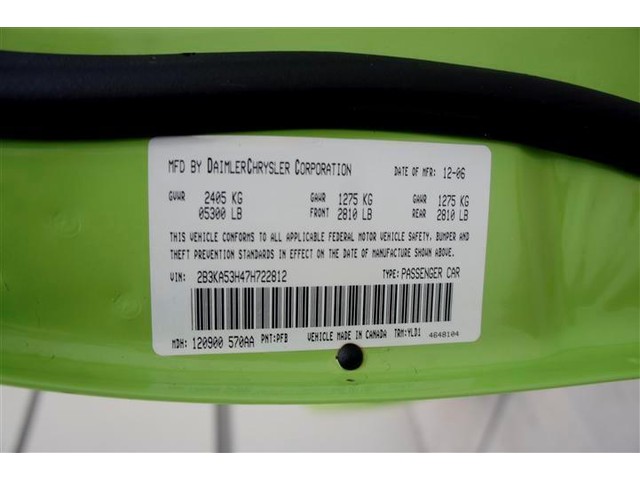 MFD BY DAIMLERCHRYSLER CORPORATION DATE OF MFR: 12-06
GVWR 2405 KG GAWR 1275 KG GAWR 1275 KG
05300 LB FRONT 2810 LB REAR 2810 LB
THIS VEHICLE CONFORMS TO ALL APPLICABLE FEDERAL MOTOR VEHICLE SAFETY, BUMPER AND
THEFT PREVENTION STANDARDS IN EFFECT ON THE DATE OF MANUFACTURE SHOWN ABOVE.
VIN: 2B3KA53H47H722812 TYPE: PASSENGER CAR
MDH: 120900 570AA PNT: PFB VEHICLE MADE IN CANADA TRM: YLD1 4648104